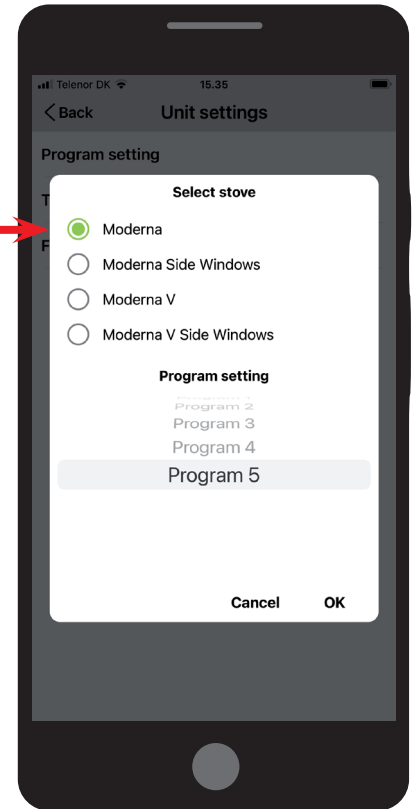 Telenor DK 15.35
Back Unit settings
Program setting
T
Select stove
Moderna
F
Moderna Side Windows
Moderna V
Moderna V Side Windows
Program setting
Program 2
Program 3
Program 4
Program 5
Cancel OK